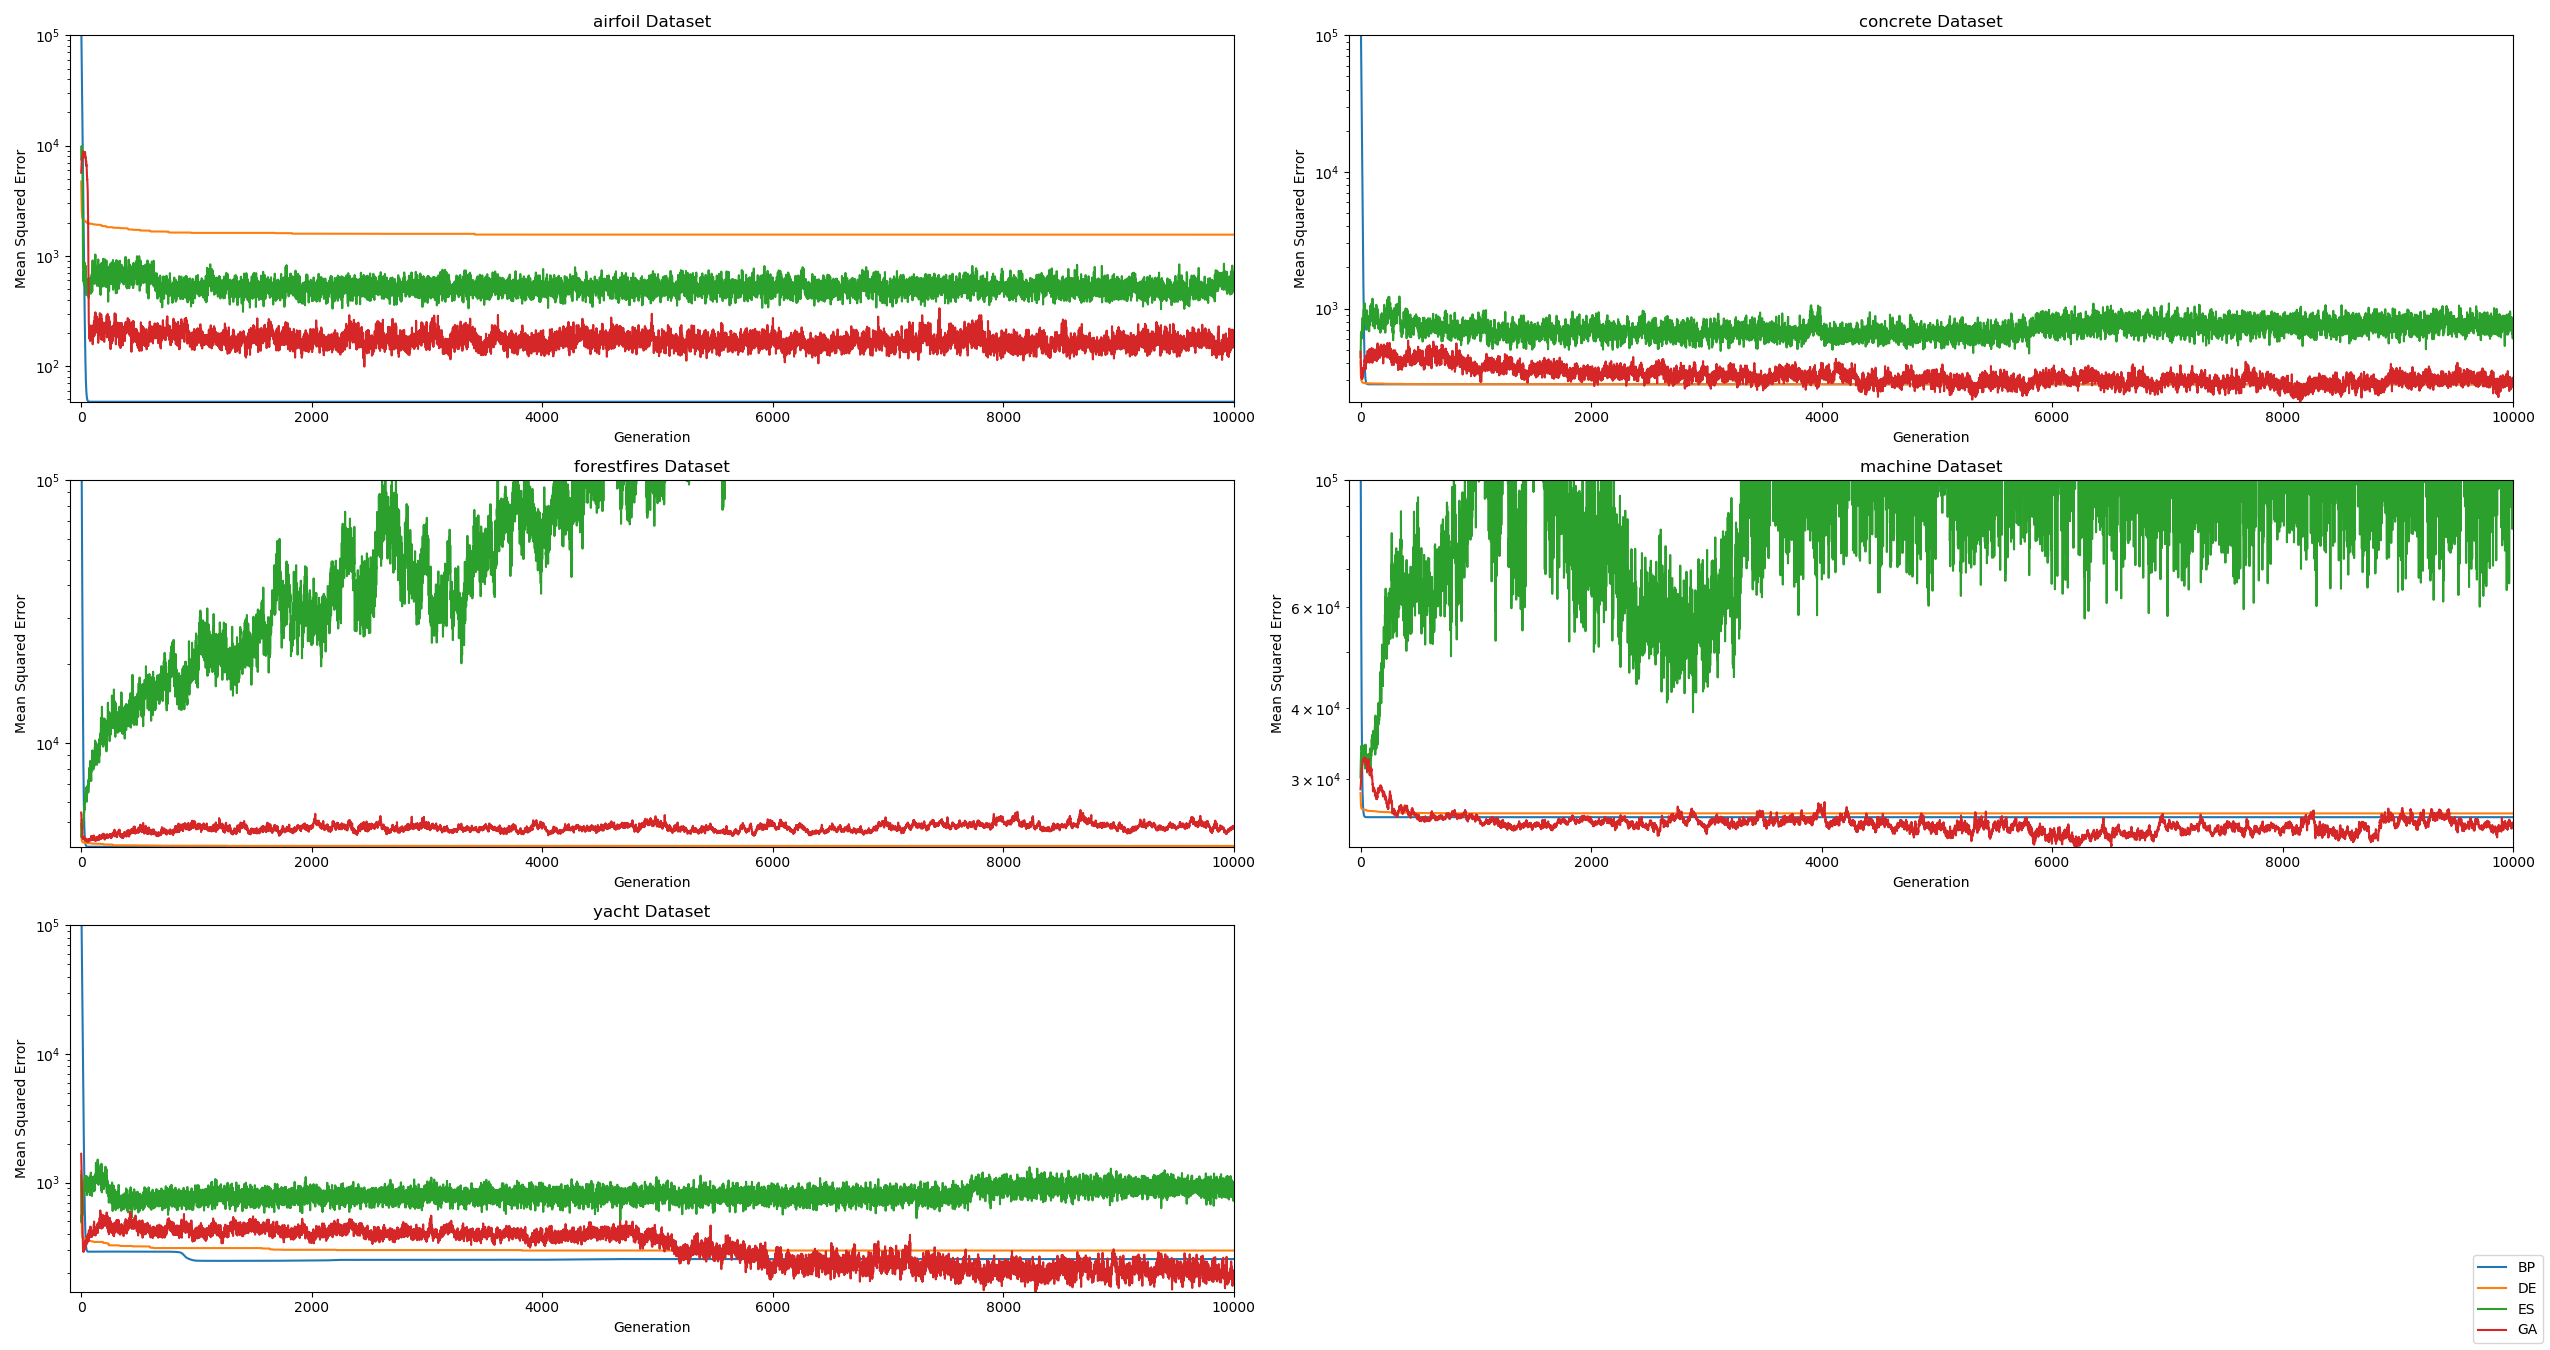 airfoil Dataset
10^5
10^4
10^3
10^2
Mean Squared Error
0 2000 4000 6000 8000 10000
Generation
concrete Dataset
10^5
10^4
10^3
Mean Squared Error
0 2000 4000 6000 8000 10000
Generation
forestfires Dataset
10^5
10^4
Mean Squared Error
0 2000 4000 6000 8000 10000
Generation
machine Dataset
10^5
6 × 10^4
4 × 10^4
3 × 10^4
Mean Squared Error
0 2000 4000 6000 8000 10000
Generation
yacht Dataset
10^5
10^4
10^3
Mean Squared Error
0 2000 4000 6000 8000 10000
Generation
BP
DE
ES
GA